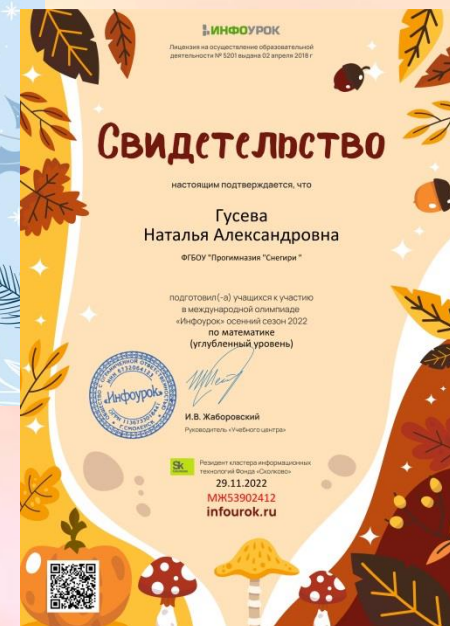 ИНФОУРОК
Лицензия на осуществление образовательной
деятельности № 5201 выдана 02 апреля 2018 г
Свидетельство
настоящим подтверждается, что
Гусева
Наталья Александровна
ФГБОУ "Прогимназия "Снегири "
подготовил(-а) учащихся к участию
в международной олимпиаде
«Инфоурок» осенний сезон 2022
по математике
(углубленный уровень)
«Инфоурок»
И.В. Жаборовский
Руководитель «Учебного центра»
Sk
Резидент кластера информационных
технологий Фонда «Сколково»
29.11.2022
МЖ53902412
infourok.ru